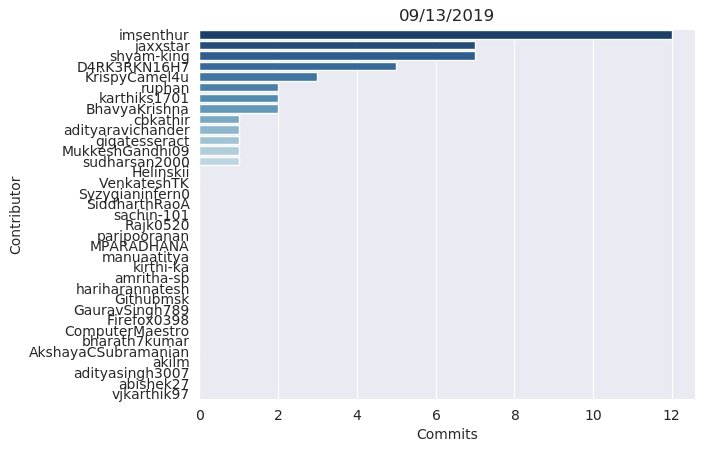 09/13/2019
imsenthur
jaxxstar
shyam-king
D4RK3RKN16H7
KrispyCamel4u
ruphan
karthiks1701
BhavyaKrishna
cbkathir
adityaravichander
gigatesseract
MukkeshGandhi09
sudharsan2000
Helinskii
VenkateshTK
Syzygianinfern0
SiddharthRaoA
sachin-101
Rajk0520
paripooranan
MPARADHANA
manuaatitya
kirthi-ka
amritha-sp
hariharannatesh
Githubmsk
GauravSingh789
Firefox0398
ComputerMaestro
bharath7kumar
AkshayaCSubramanian
akilm
adityasingh3007
abishek27
vjkarthik97
Contributor
0 2 4 6 8 10 12
Commits